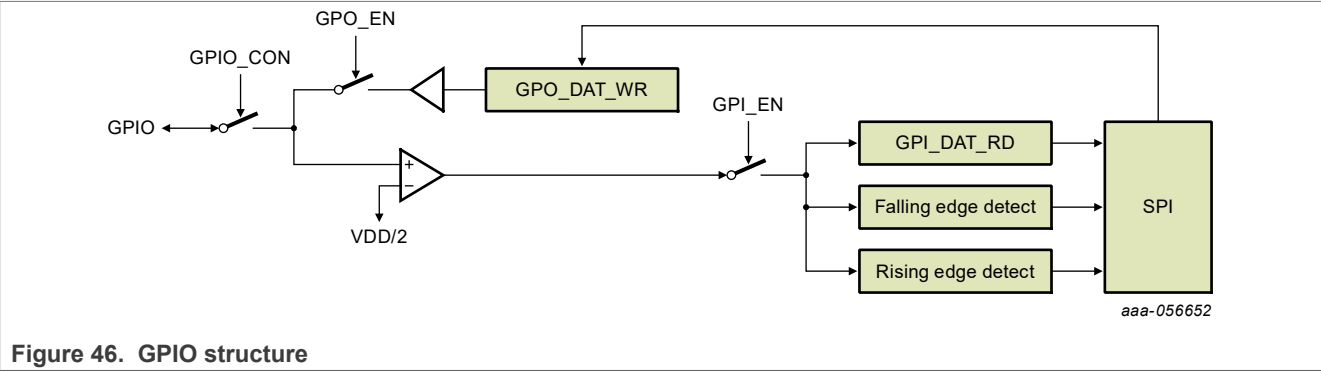 GPO_EN
GPIO_CON
GPO_DAT_WR
GPI_EN
GPIO
GPI_DAT_RD
+
−
Falling edge detect
SPI
VDD/2
Rising edge detect
aaa-056652
Figure 46. GPIO structure